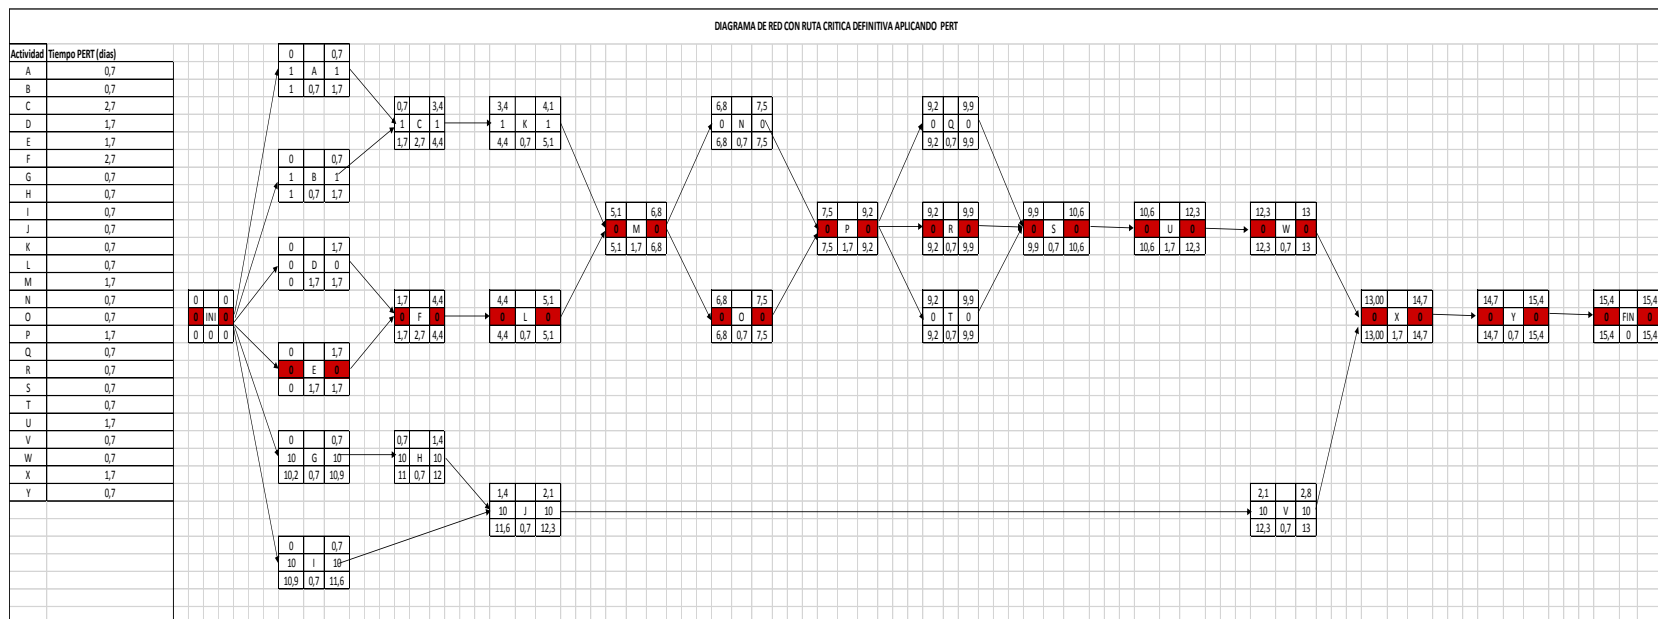 DIAGRAMA DE RED CON RUTA CRITICA DEFINITIVA APLICANDO PERT
Actividad Tiempo PERT (dias) 0 0,7
A 0,7 1 A 1
B 0,7 1 0,7 1,7
C 2,7 0,7 3,4 3,4 4,1 6,8 7,5 9,2 9,9
D 1,7 1 C 1 1 K 1 0 N 0 0 Q 0
E 1,7 1,7 2,7 4,4 4,4 0,7 5,1 6,8 0,7 7,5 9,2 0,7 9,9
F 2,7 0 0,7
G 0,7 1 B 1
H 0,7 1 0,7 1,7
I 0,7 5,1 6,8 7,5 9,2 9,2 9,9 9,9 10,6 10,6 12,3 12,3 13
J 0,7 0 M 0 0 P 0 0 R 0 0 S 0 0 U 0 0 W 0
K 0,7 0 1,7 5,1 1,7 6,8 7,5 1,7 9,2 9,2 0,7 9,9 9,9 0,7 10,6 10,6 1,7 12,3 12,3 0,7 13
L 0,7 0 D 0
M 1,7 0 1,7 1,7
N 0,7 0 0 1,7 4,4 4,4 5,1 6,8 7,5 9,2 9,9 13,00 14,7 14,7 15,4 15,4 15,4
O 0,7 0 INI 0 0 F 0 0 L 0 0 O 0 0 T 0 0 X 0 0 Y 0 0 FIN 0
P 1,7 0 0 0 1,7 2,7 4,4 4,4 0,7 5,1 6,8 0,7 7,5 9,2 0,7 9,9 13,00 1,7 14,7 14,7 0,7 15,4 15,4 0 15,4
Q 0,7 0 1,7
R 0,7 0 E 0
S 0,7 0 1,7 1,7
T 0,7
U 1,7
V 0,7 0 0,7 0,7 1,4
W 0,7 10 G 10 10 H 10
X 1,7 10,2 0,7 10,9 11 0,7 12
Y 0,7 1,4 2,1 2,1 2,8
10 J 10 10 V 10
11,6 0,7 12,3 12,3 0,7 13
0 0,7
10 I 10
10,9 0,7 11,6